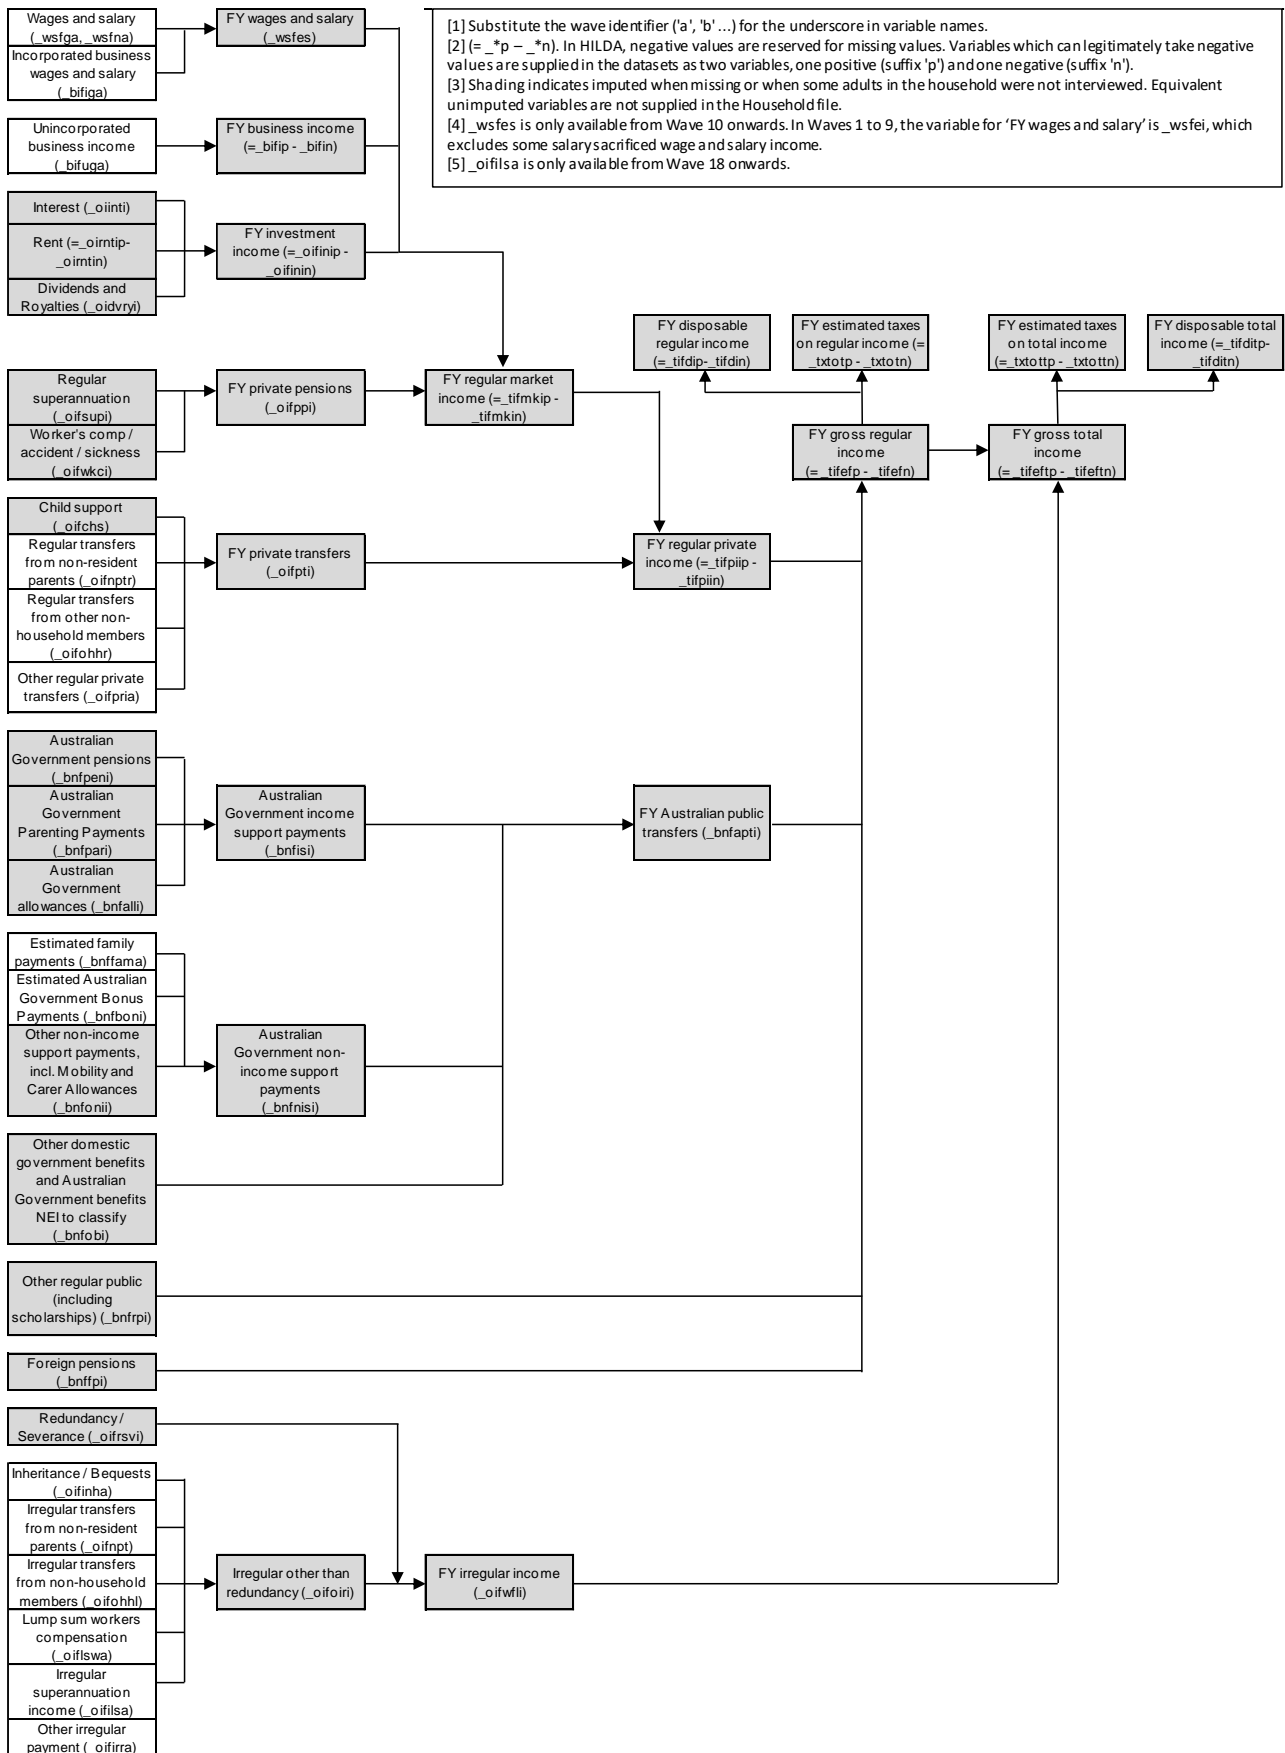 Wages and salary
(_wsfga, _wsfna)
Incorporated business
wages and salary
(_bifiga)
FY wages and salary
(_wsfes)
[1] Substitute the wave identifier ('a', 'b' ...) for the underscore in variable names.
[2] (= _*p – _*n). In HILDA, negative values are reserved for missing values. Variables which can legitimately take negative
values are supplied in the datasets as two variables, one positive (suffix 'p') and one negative (suffix 'n').
[3] Shading indicates imputed when missing or when some adults in the household were not interviewed. Equivalent
unimputed variables are not supplied in the Household file.
[4] _wsfes is only available from Wave 10 onwards. In Waves 1 to 9, the variable for ‘FY wages and salary’ is _wsfei, which
excludes some salary sacrificed wage and salary income.
[5] _oifilsa is only available from Wave 18 onwards.
Unincorporated
business income
(_bifuga)
FY business income
(=_bifip - _bifin)
Interest (_oiinti)
Rent (=_oirntip-
_oirntin)
Dividends and
Royalties (_oidvryi)
FY investment
income (=_oifinip -
_oifinin)
FY disposable
regular income
(=_tifdip-_tifdin)
FY estimated taxes
on regular income (=
_txtotp - _txtotn)
FY estimated taxes
on total income
(=_txtottp - _txtottn)
FY disposable total
income (=_tifditp-
_tifditn)
Regular
superannuation
(_oifsupi)
Worker's comp /
accident / sickness
(_oifwkci)
FY private pensions
(_oifppi)
FY regular market
income (=_tifmkip -
_tifmkin)
FY gross regular
income
(= _tifefp - _tifefn)
FY gross total
income
(= _tifeftp - _tifeftn)
Child support
(_oifchs)
Regular transfers
from non-resident
parents (_oifnptr)
Regular transfers
from other non-
household members
(_oifohhr)
Other regular private
transfers (_oifpria)
FY private transfers
(_oifpti)
FY regular private
income (=_tifpiip -
_tifpiin)
Australian
Government pensions
(_bnfpeni)
Australian
Government
Parenting Payments
(_bnfpari)
Australian
Government
allowances (_bnfalli)
Australian
Government income
support payments
(_bnfisi)
FY Australian public
transfers (_bnfapti)
Estimated family
payments (_bnffama)
Estimated Australian
Government Bonus
Payments (_bnfboni)
Other non-income
support payments,
incl. Mobility and
Carer Allowances
(_bnfonii)
Australian
Government non-
income support
payments
(_bnfnisi)
Other domestic
government benefits
and Australian
Government benefits
NEI to classify
(_bnfobi)
Other regular public
(including
scholarships) (_bnfrpi)
Foreign pensions
(_bnffpi)
Redundancy /
Severance (_oifrsvi)
Inheritance / Bequests
(_oifinha)
Irregular transfers
from non-resident
parents (_oifnpt)
Irregular transfers
from non-household
members (_oifohhl)
Lump sum workers
compensation
(_oiflswa)
Irregular
superannuation
income (_oifilsa)
Other irregular
payment (_oifirra)
Irregular other than
redundancy (_oifoiri)
FY irregular income
(_oifwfli)